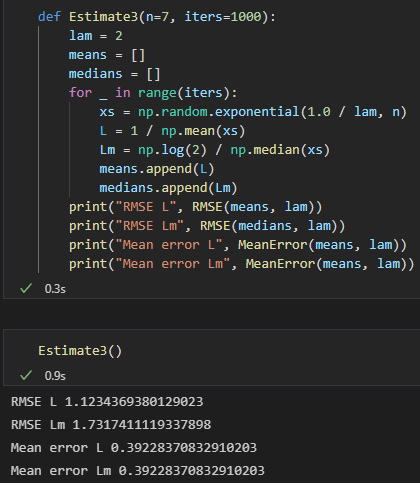 def Estimate3(n=7, iters=1000):
    lam = 2
    means = []
    medians = []
    for _ in range(iters):
        xs = np.random.exponential(1.0 / lam, n)
        L = 1 / np.mean(xs)
        Lm = np.log(2) / np.median(xs)
        means.append(L)
        medians.append(Lm)
    print("RMSE L", RMSE(means, lam))
    print("RMSE Lm", RMSE(medians, lam))
    print("Mean error L", MeanError(means, lam))
    print("Mean error Lm", MeanError(means, lam))
✓ 0.3s
Estimate3()
✓ 0.9s
RMSE L 1.1234369380129023
RMSE Lm 1.7317411119337898
Mean error L 0.39228370832910203
Mean error Lm 0.39228370832910203